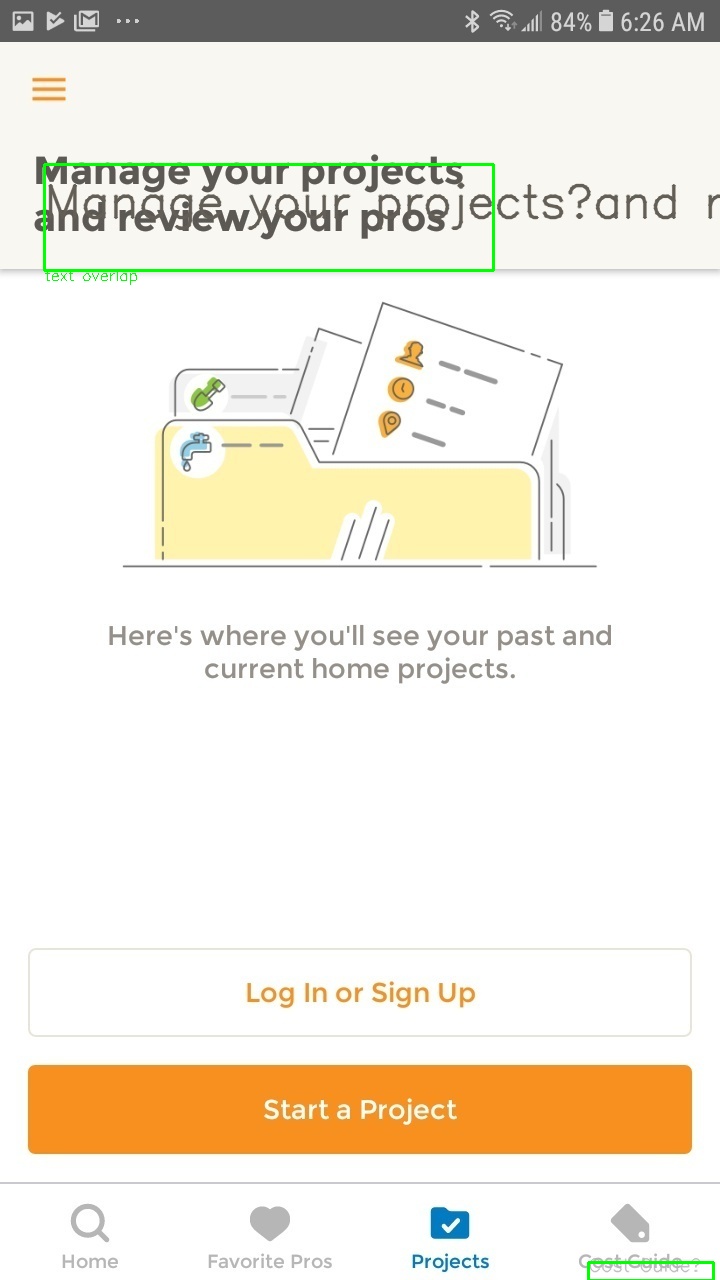 84% 6:26 AM
Manage your projects
and review your pros
Manage your projects?and r
text overlap
Here's where you'll see your past and
current home projects.
Log In or Sign Up
Start a Project
Home Favorite Pros Projects Cost Guide
Cost Guide?